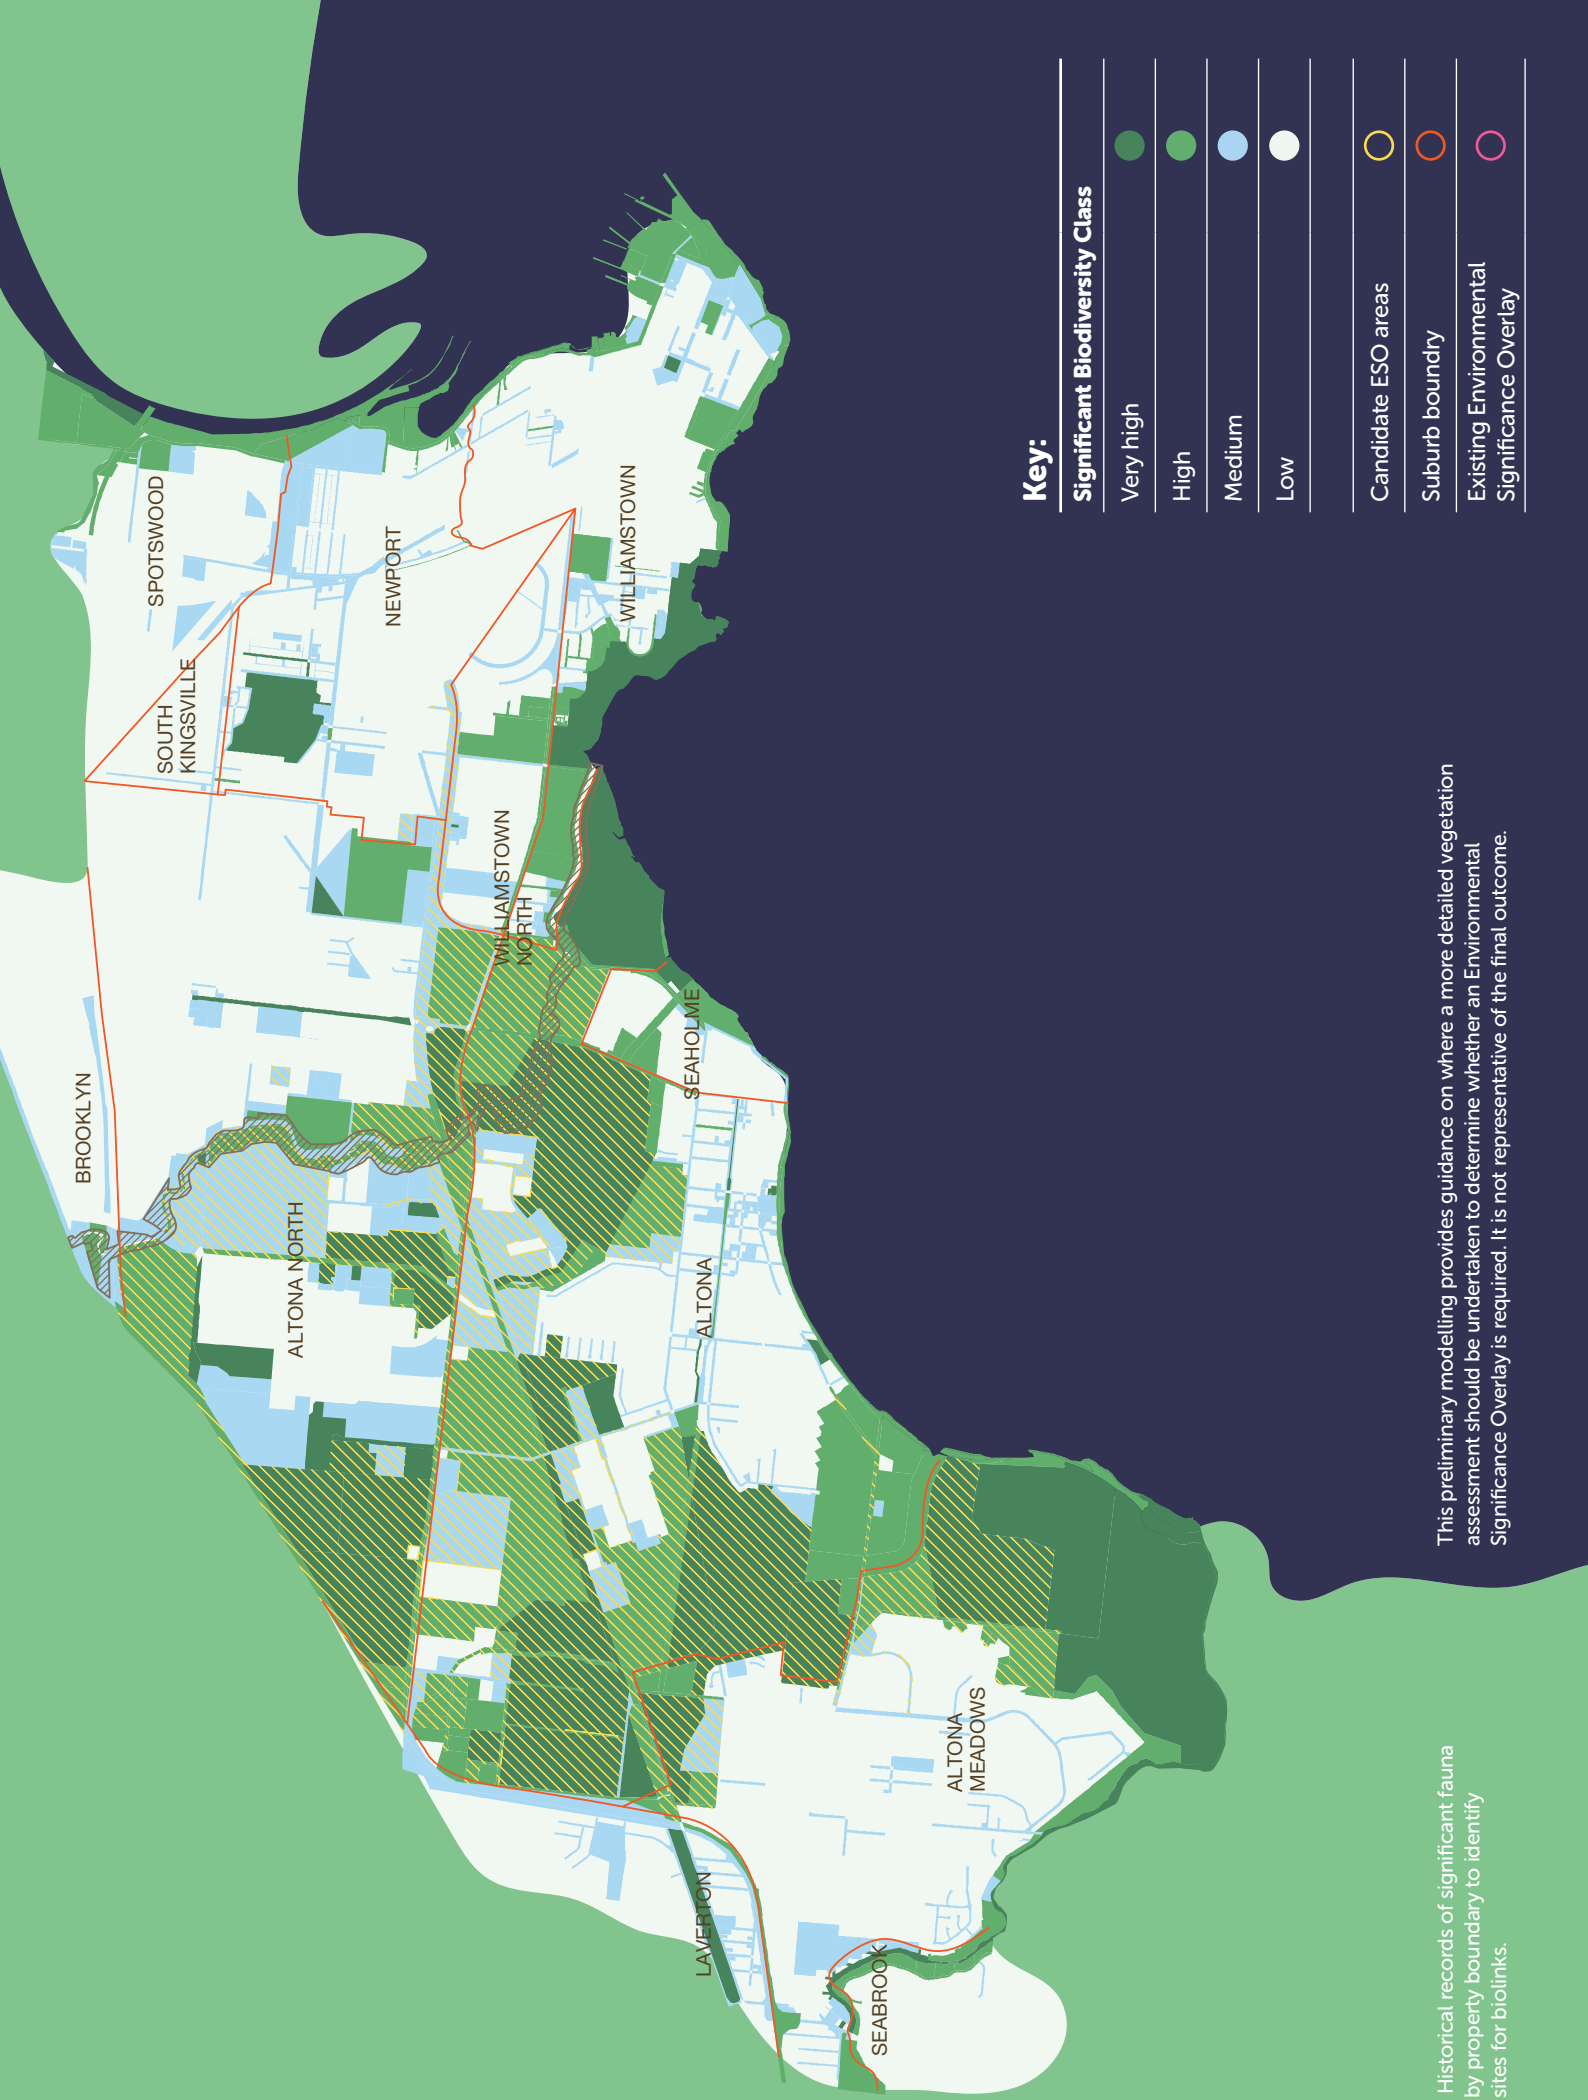 SPOTSWOOD
SOUTH
KINGSVILLE
NEWPORT
WILLIAMSTOWN
WILLIAMSTOWN
NORTH
BROOKLYN
ALTONA NORTH
SEAHOLME
ALTONA
ALTONA
MEADOWS
LAVERTON
SEABROOK
Key:
Significant Biodiversity Class
Very high
High
Medium
Low
Candidate ESO areas
Suburb boundry
Existing Environmental
Significance Overlay
Historical records of significant fauna
by property boundary to identify
sites for biolinks.
This preliminary modelling provides guidance on where a more detailed vegetation
assessment should be undertaken to determine whether an Environmental
Significance Overlay is required. It is not representative of the final outcome.